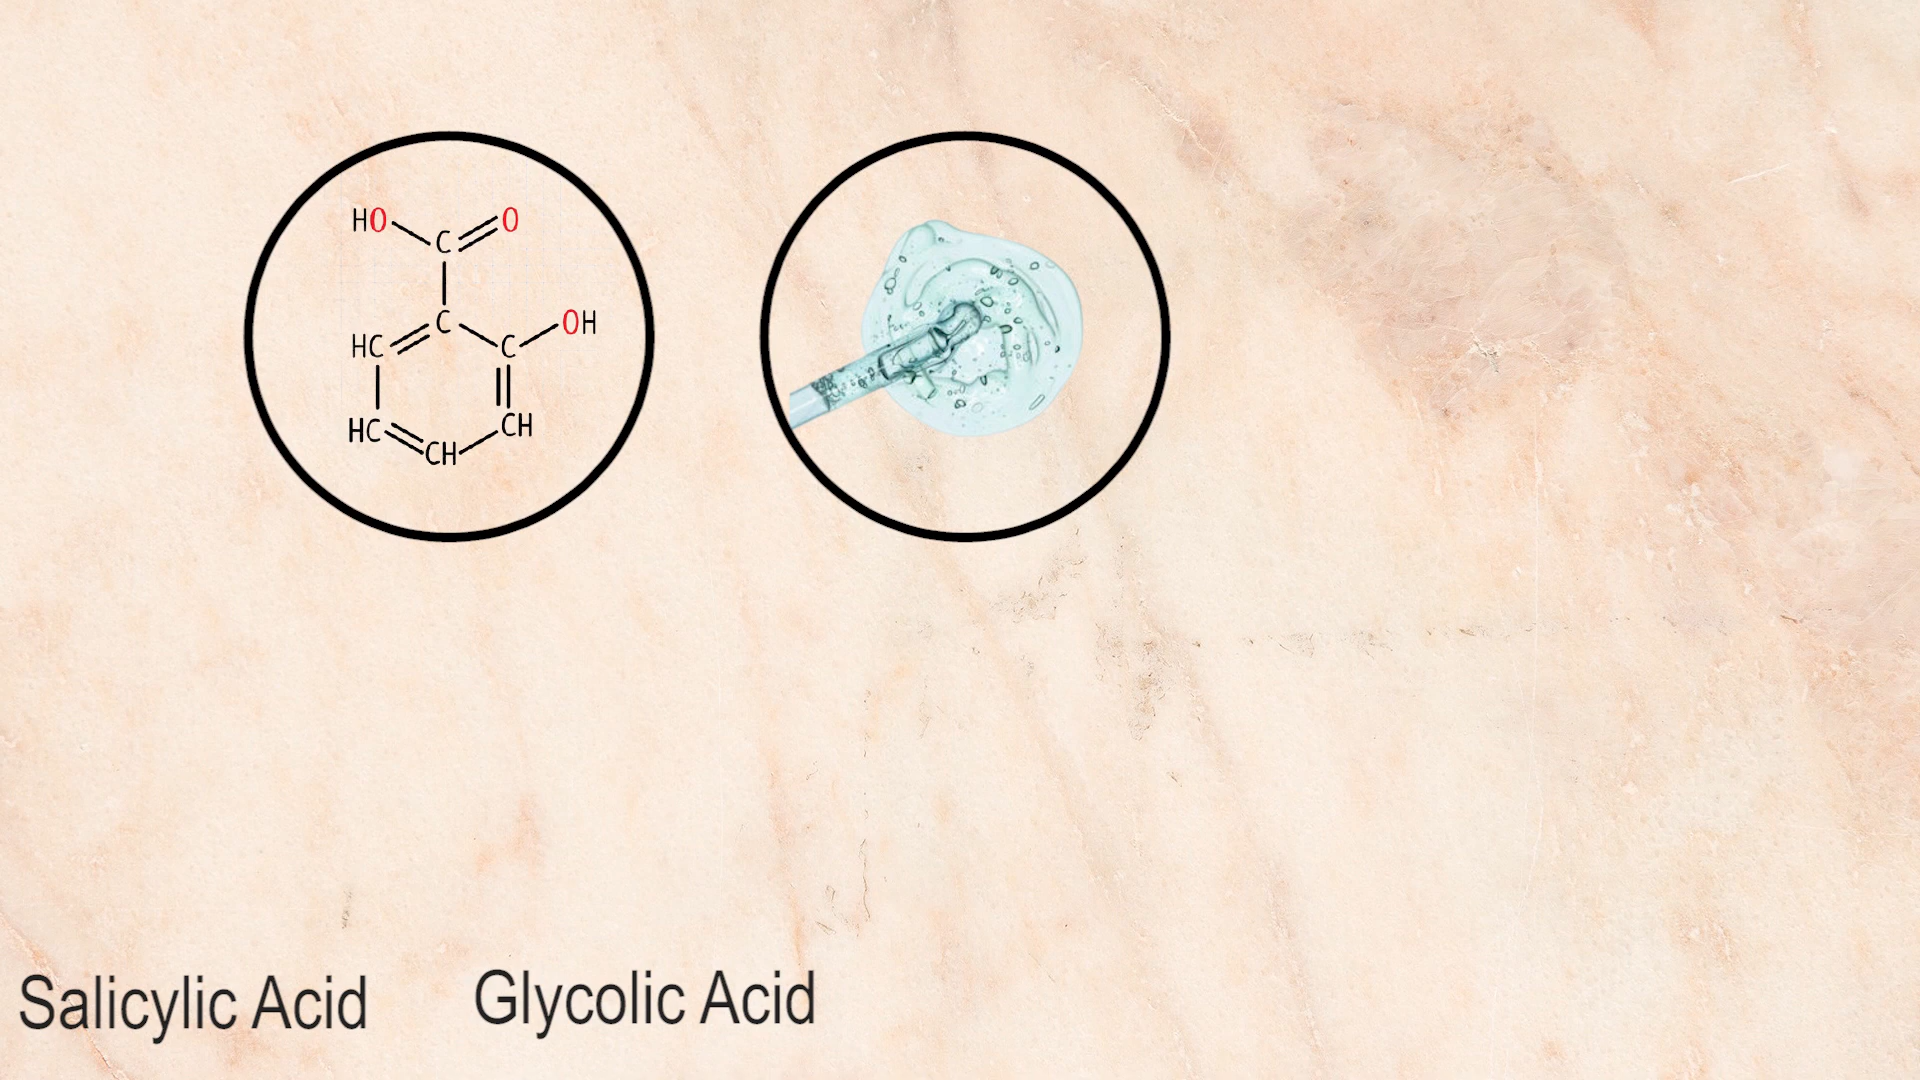 HO C O
C OH
HC C
HC CH
CH
Salicylic Acid Glycolic Acid